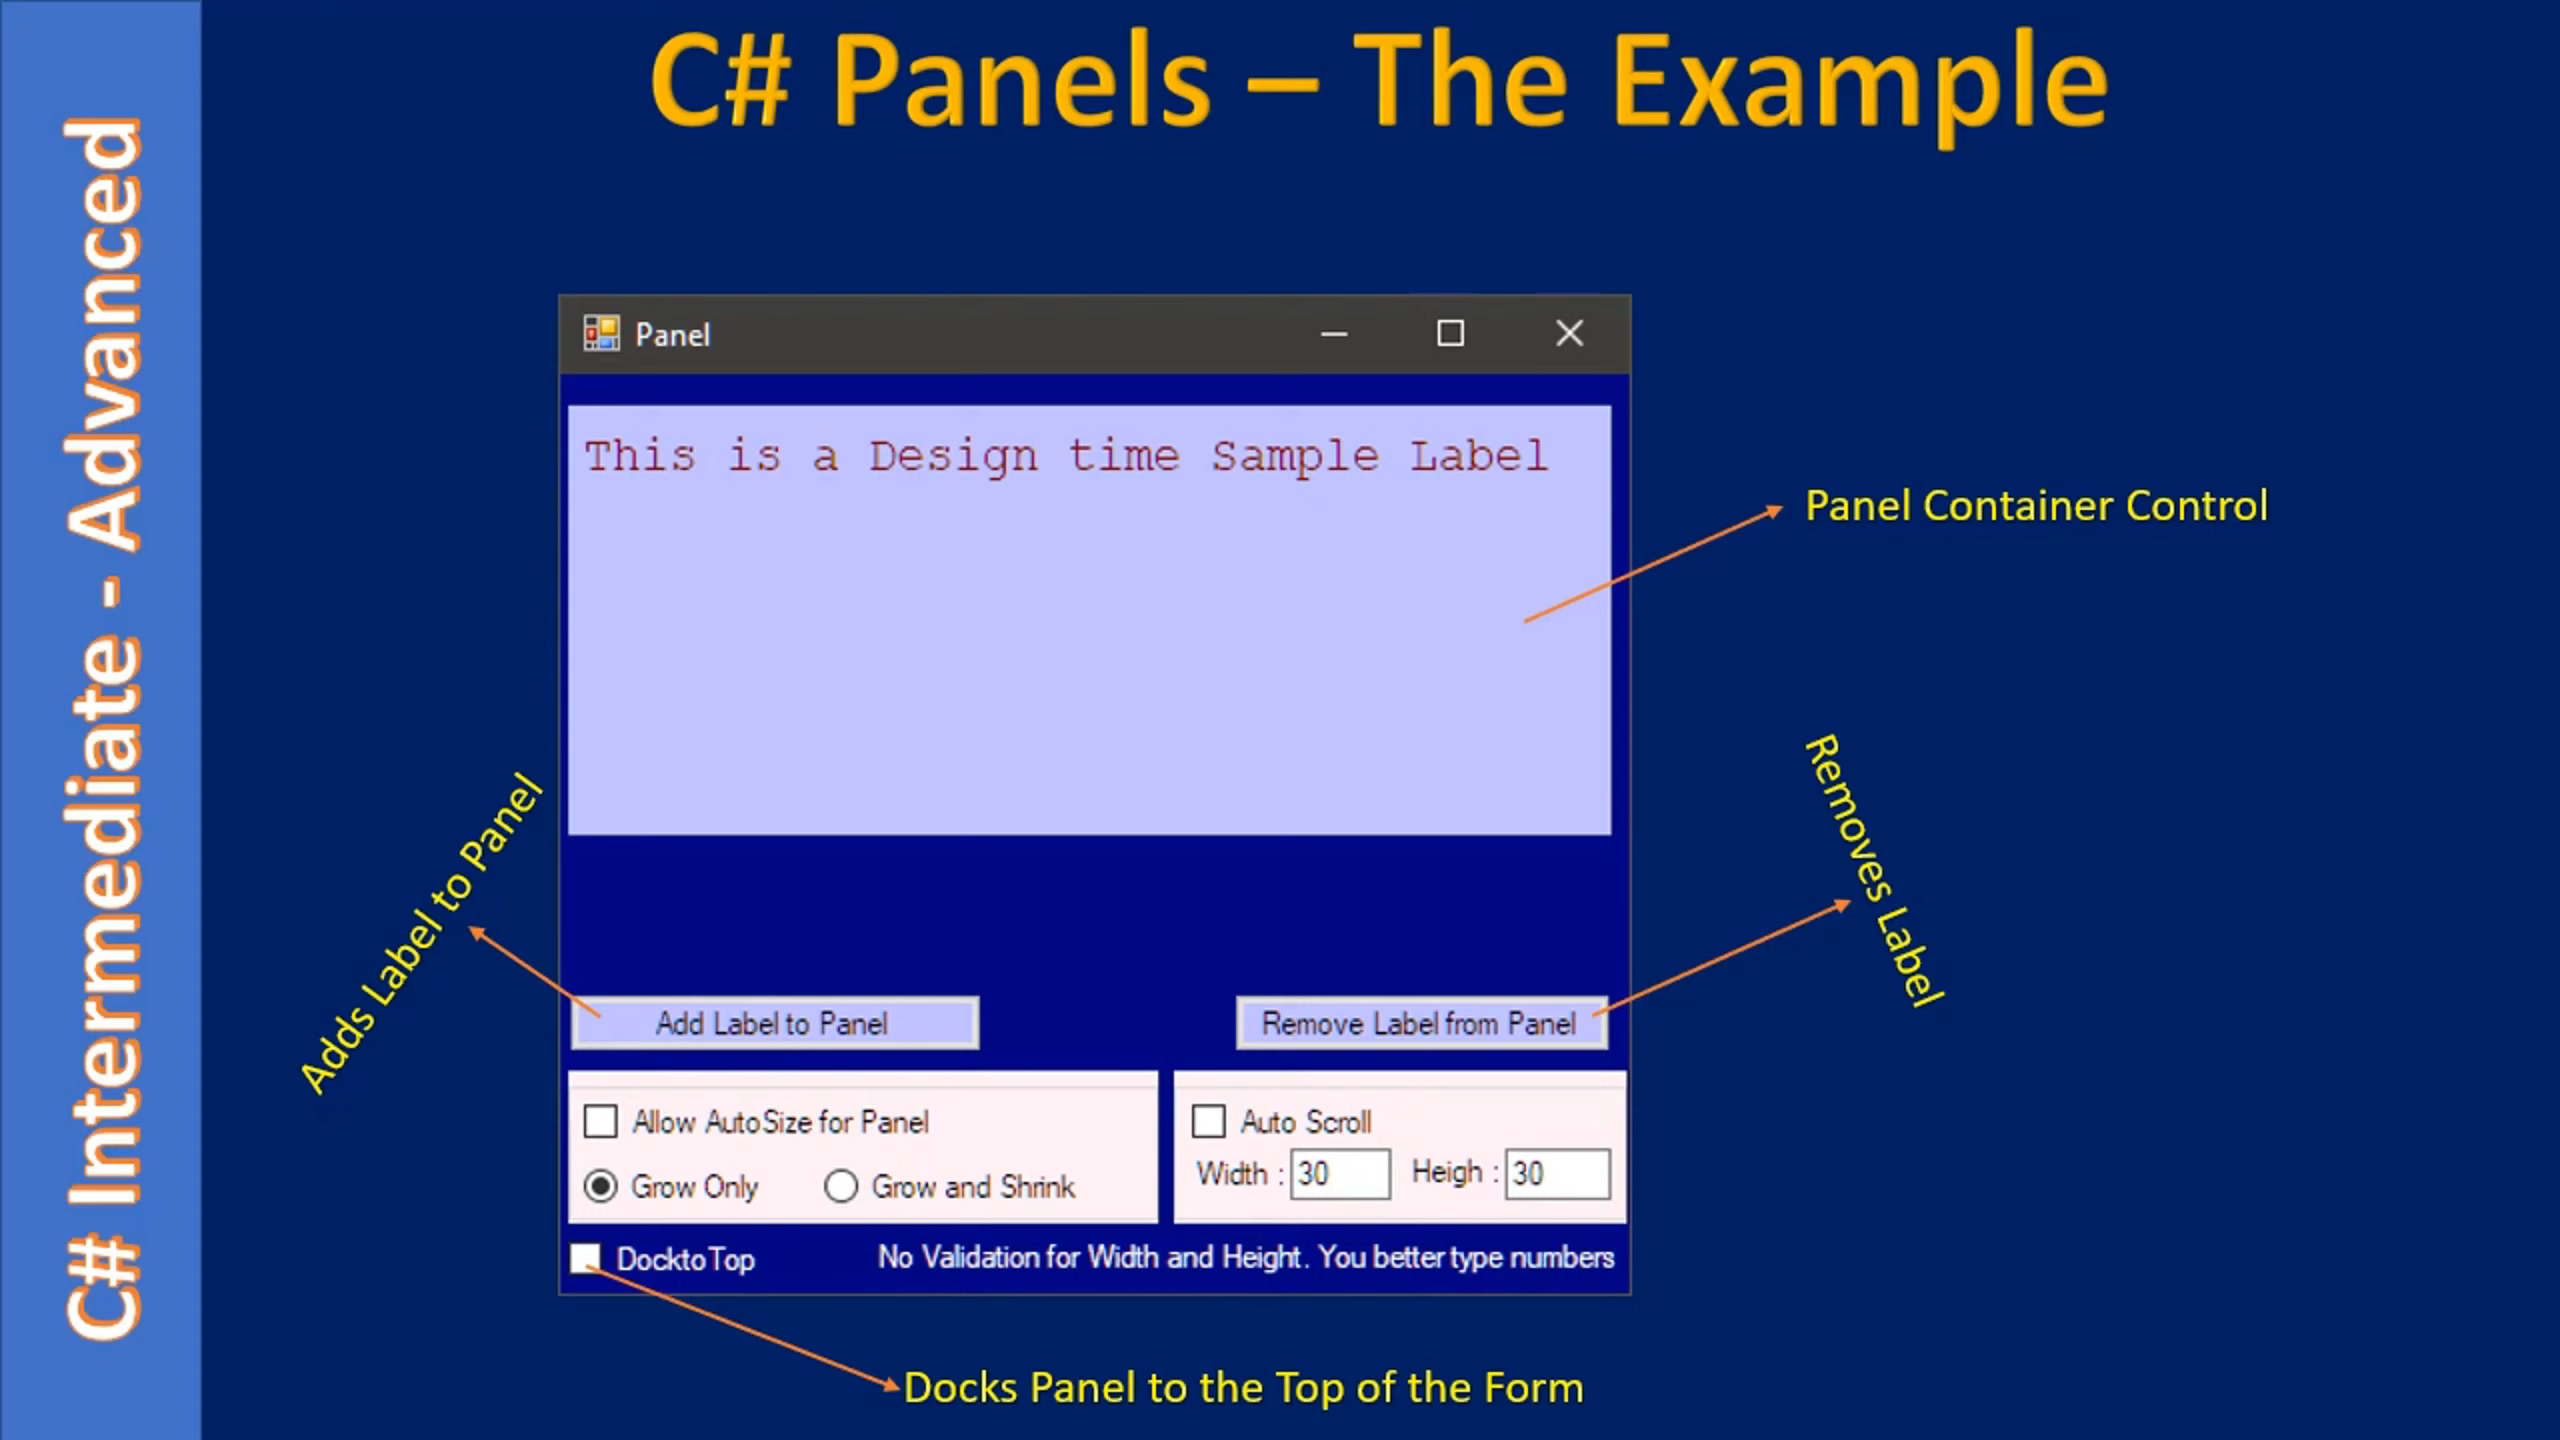 C# Panels – The Example
C# Intermediate - Advanced
Panel
This is a Design time Sample Label
Panel Container Control
Adds Label to Panel
Removes Label
Add Label to Panel
Remove Label from Panel
Allow AutoSize for Panel
Grow Only
Grow and Shrink
Auto Scroll
Width : 30
Heigh : 30
DocktoTop
No Validation for Width and Height. You better type numbers
Docks Panel to the Top of the Form